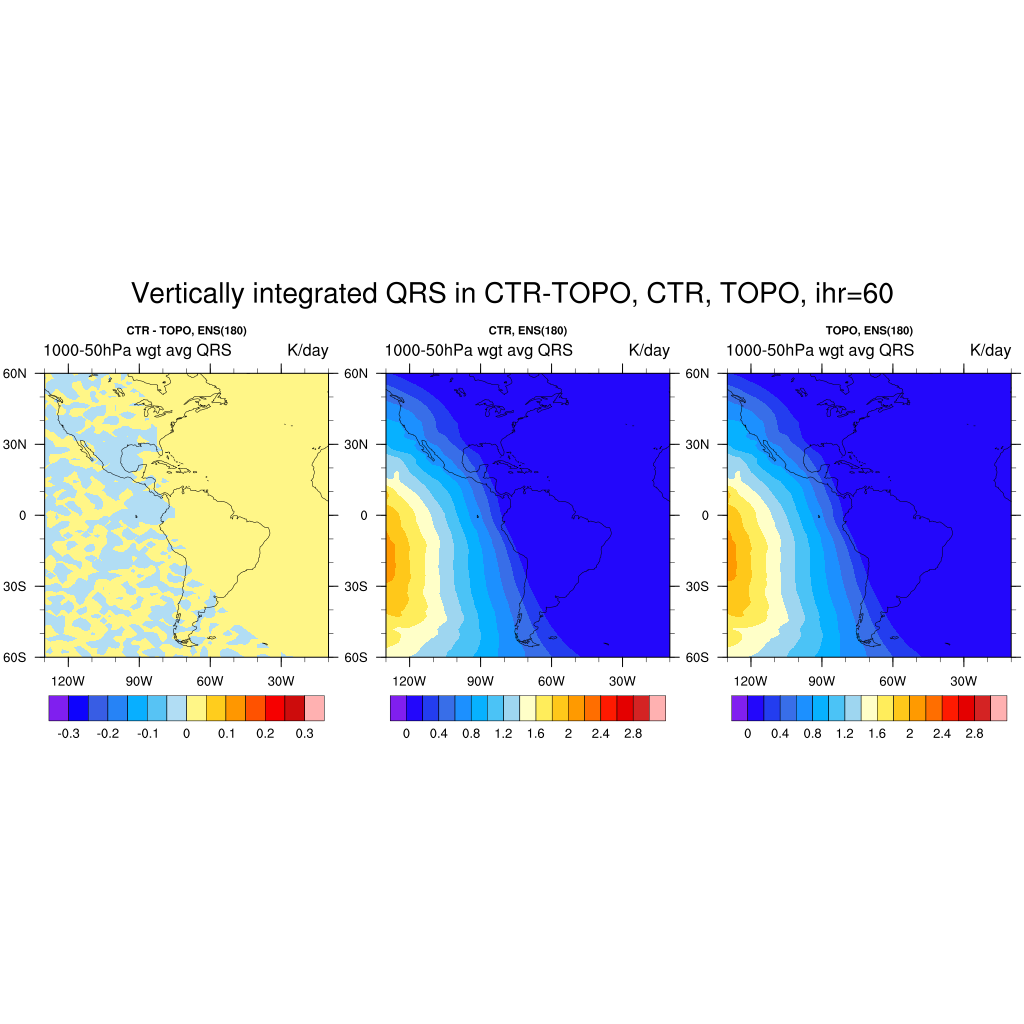 Vertically integrated QRS in CTR-TOPO, CTR, TOPO, ihr=60
CTR - TOPO, ENS(180)
1000-50hPa wgt avg QRS K/day
60N
30N
0
30S
60S
120W 90W 60W 30W
-0.3 -0.2 -0.1 0 0.1 0.2 0.3
CTR, ENS(180)
1000-50hPa wgt avg QRS K/day
60N
30N
0
30S
60S
120W 90W 60W 30W
0 0.4 0.8 1.2 1.6 2 2.4 2.8
TOPO, ENS(180)
1000-50hPa wgt avg QRS K/day
60N
30N
0
30S
60S
120W 90W 60W 30W
0 0.4 0.8 1.2 1.6 2 2.4 2.8